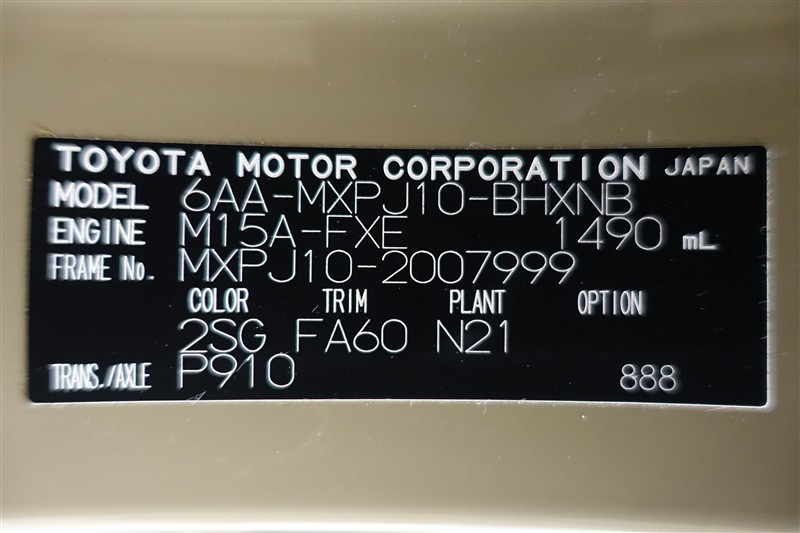 TOYOTA MOTOR CORPORATION JAPAN
MODEL 6AA-MXPJ10-BHXNB
ENGINE M15A-FXE 1490 mL
FRAME No. MXPJ10-2007999
COLOR TRIM PLANT OPTION
2SG FA60 N21
TRANS./AXLE P910 888